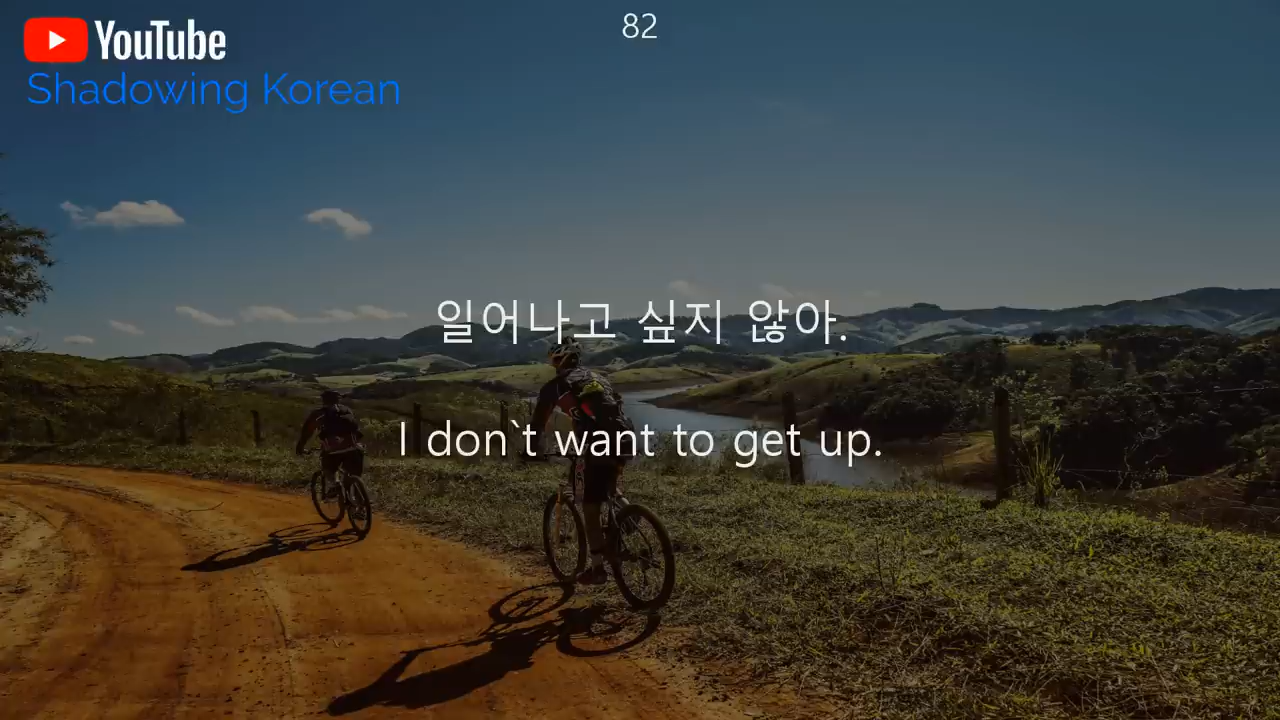 82
YouTube
Shadowing Korean
일어나고 싶지 않아.
I don`t want to get up.